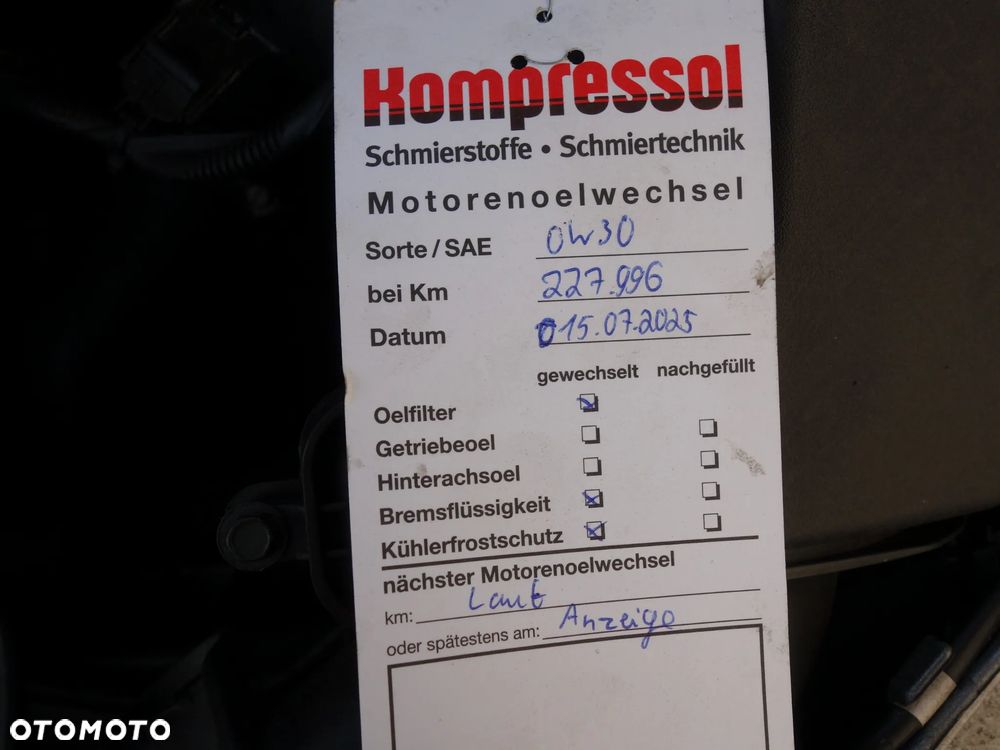 Kompressol
Schmierstoffe • Schmiertechnik
Motorenoelwechsel
Sorte / SAE 0W30
bei Km 227.996
Datum 015.07.2025
gewechselt nachgefüllt
Oelfilter
Getriebeoel
Hinterachsoel
Bremsflüssigkeit
Kühlerfrostschutz
nächster Motorenoelwechsel
km: Laut
oder spätestens am: Anzeige
OTOMOTO